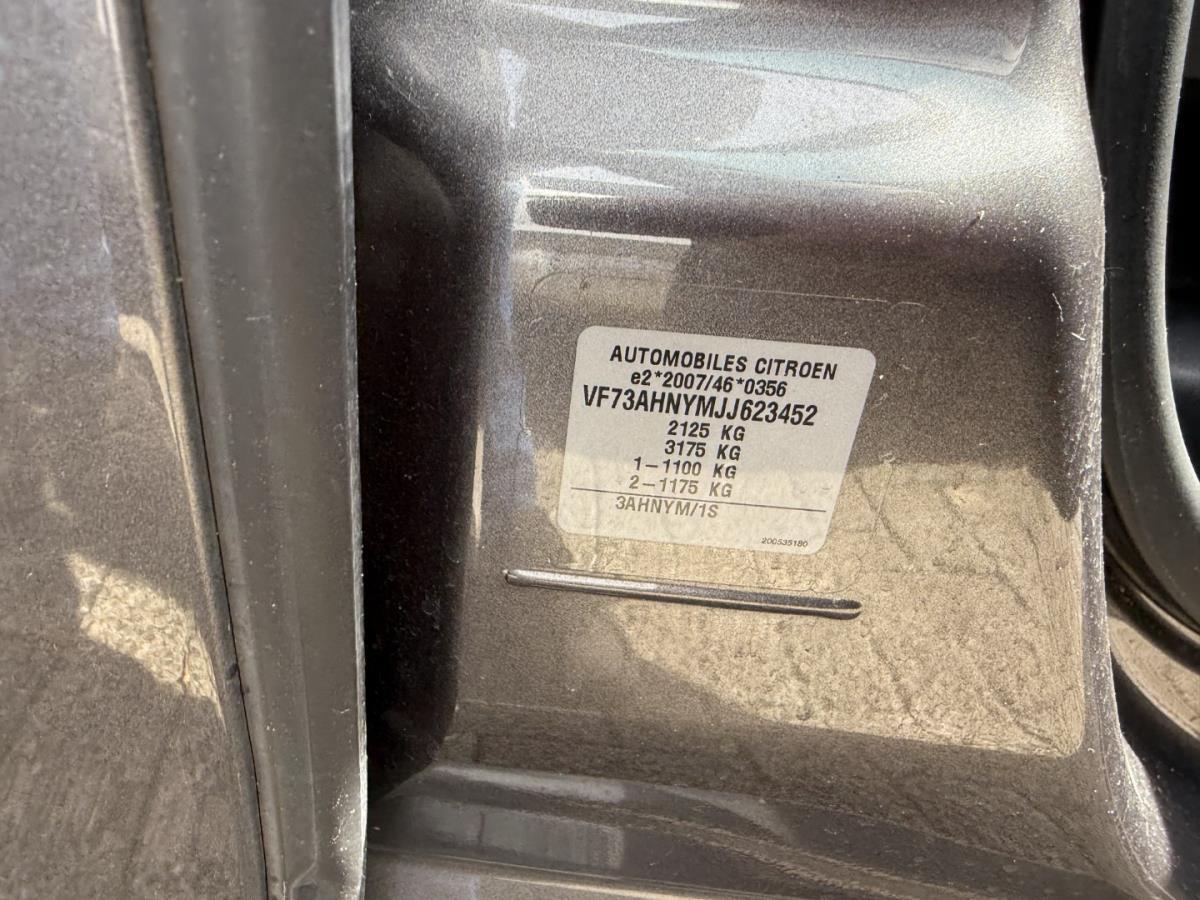 AUTOMOBILES CITROEN
e2*2007/46*0356
VF73AHNYMJJ623452
2125 KG
3175 KG
1-1100 KG
2-1175 KG
3AHNYM/1S
200535180